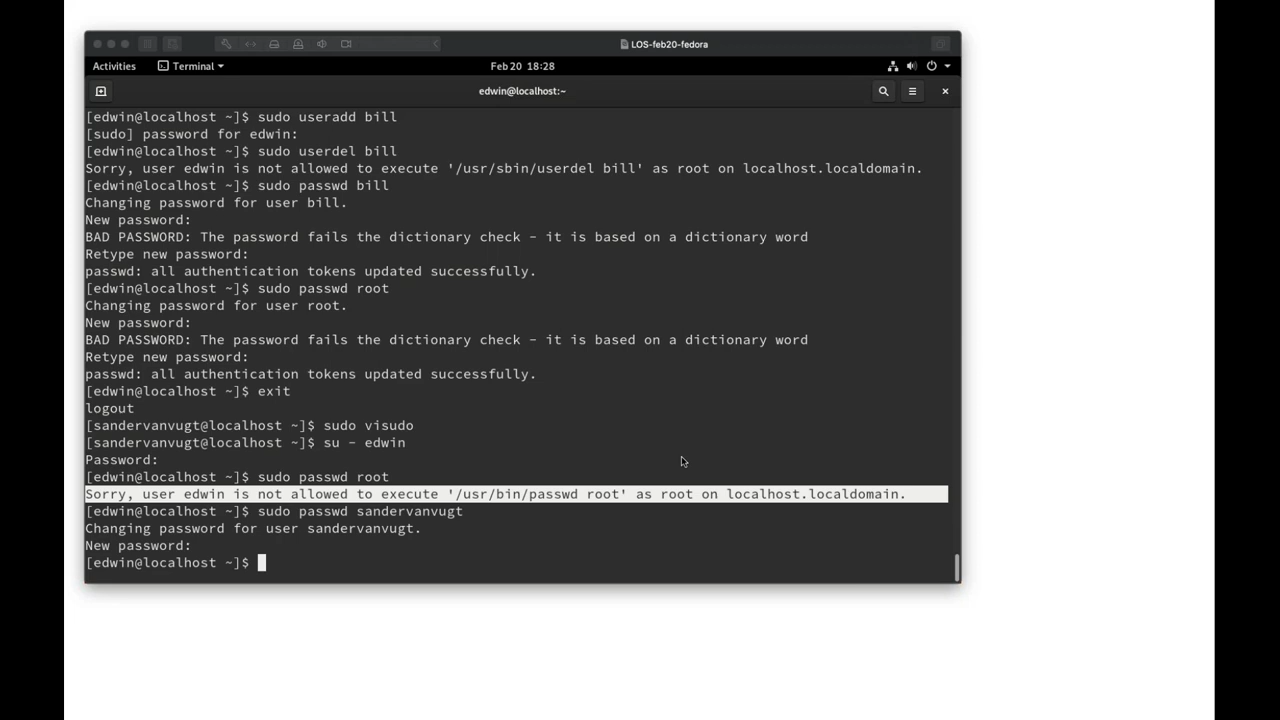 LOS-feb20-fedora
Activities Terminal Feb 20 18:28
edwin@localhost:~
[edwin@localhost ~]$ sudo useradd bill
[sudo] password for edwin:
[edwin@localhost ~]$ sudo userdel bill
Sorry, user edwin is not allowed to execute '/usr/sbin/userdel bill' as root on localhost.localdomain.
[edwin@localhost ~]$ sudo passwd bill
Changing password for user bill.
New password:
BAD PASSWORD: The password fails the dictionary check - it is based on a dictionary word
Retype new password:
passwd: all authentication tokens updated successfully.
[edwin@localhost ~]$ sudo passwd root
Changing password for user root.
New password:
BAD PASSWORD: The password fails the dictionary check - it is based on a dictionary word
Retype new password:
passwd: all authentication tokens updated successfully.
[edwin@localhost ~]$ exit
logout
[sandervanvugt@localhost ~]$ sudo visudo
[sandervanvugt@localhost ~]$ su - edwin
Password:
[edwin@localhost ~]$ sudo passwd root
Sorry, user edwin is not allowed to execute '/usr/bin/passwd root' as root on localhost.localdomain.
[edwin@localhost ~]$ sudo passwd sandervanvugt
Changing password for user sandervanvugt.
New password:
[edwin@localhost ~]$